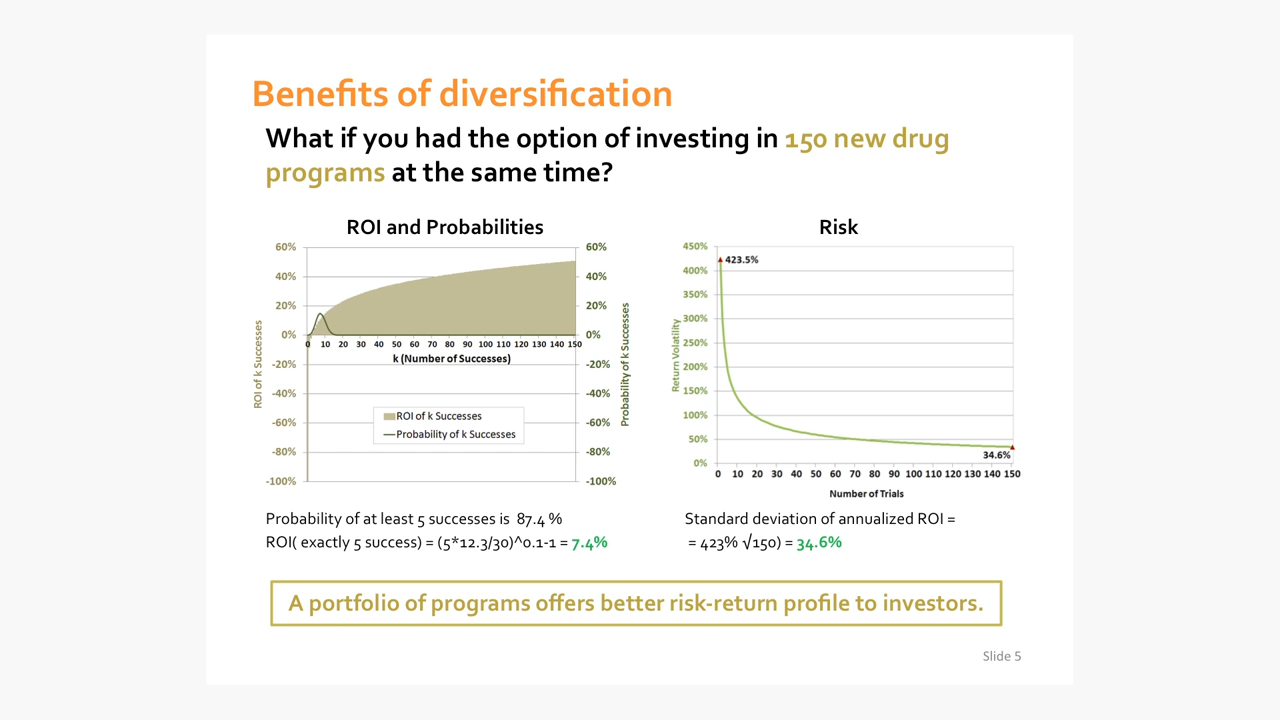 Benefits of diversification
What if you had the option of investing in 150 new drug
programs at the same time?
ROI and Probabilities
60%
40%
20%
0%
-20%
-40%
-60%
-80%
-100%
ROI of k Successes
0 10 20 30 40 50 60 70 80 90 100 110 120 130 140 150
k (Number of Successes)
ROI of k Successes
Probability of k Successes
60%
40%
20%
0%
-20%
-40%
-60%
-80%
-100%
Probability of k Successes
Risk
450%
400%
350%
300%
250%
200%
150%
100%
50%
0%
Return Volatility
423.5%
34.6%
0 10 20 30 40 50 60 70 80 90 100 110 120 130 140 150
Number of Trials
Probability of at least 5 successes is 87.4 %
ROI( exactly 5 success) = (5*12.3/30)^0.1-1 = 7.4%
Standard deviation of annualized ROI =
= 423% √150) = 34.6%
A portfolio of programs offers better risk-return profile to investors.
Slide 5